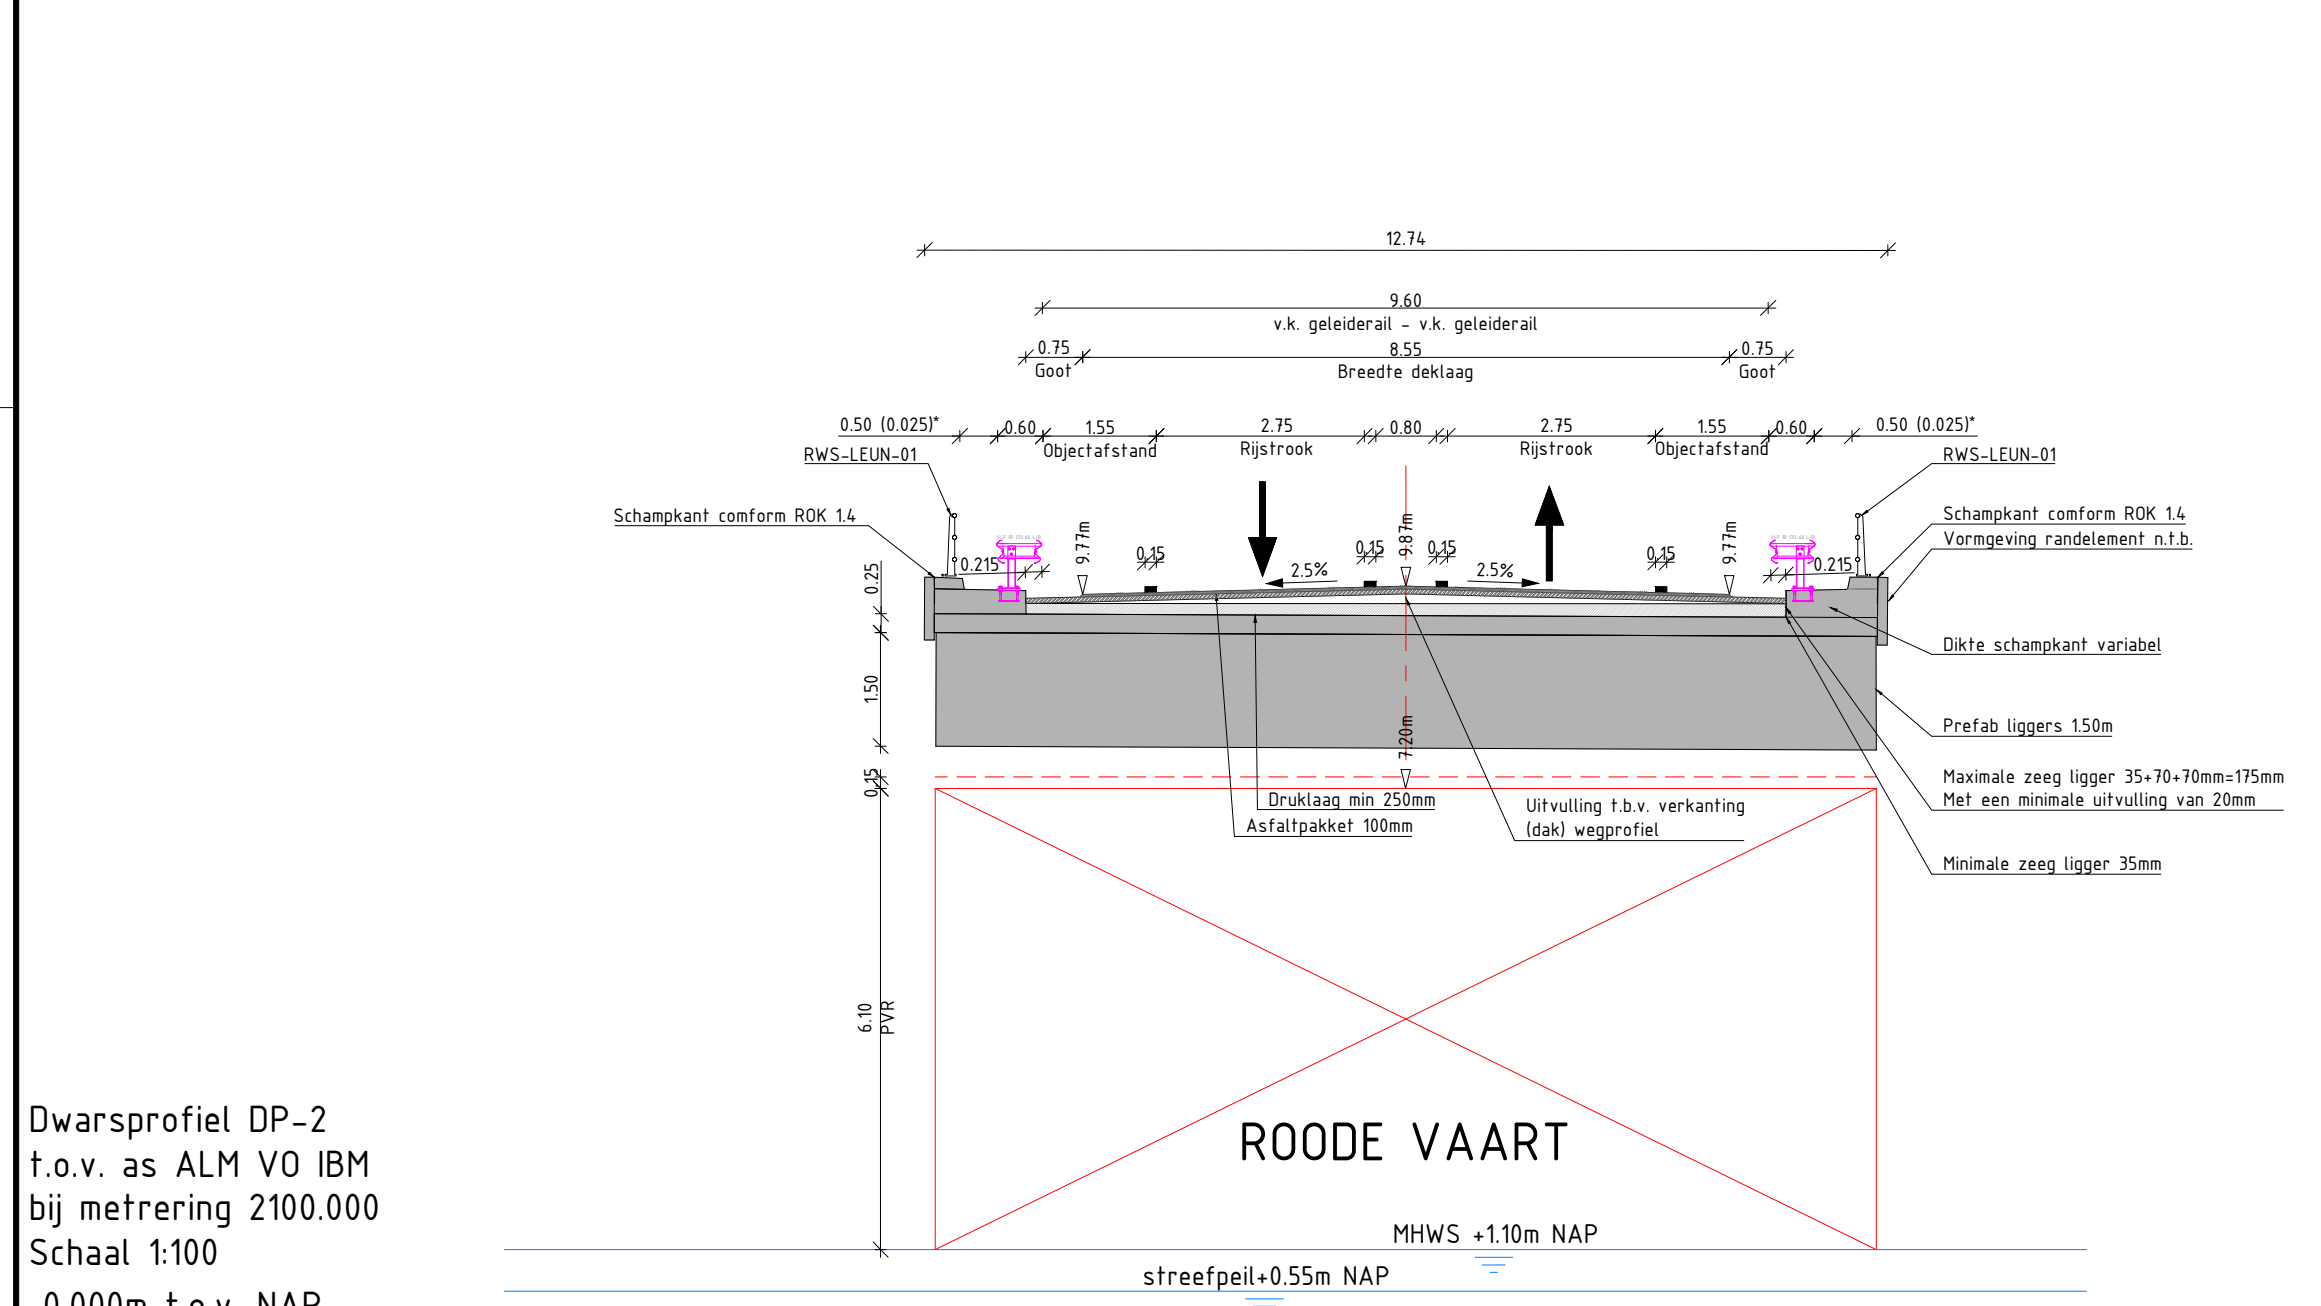 12.74
9.60
v.k. geleiderail - v.k. geleiderail
0.75
8.55
0.75
Goot
Breedte deklaag
Goot
0.50 (0.025)*
0.60
1.55
2.75
0.80
2.75
1.55
0.60
0.50 (0.025)*
Objectafstand
Rijstrook
Rijstrook
Objectafstand
RWS-LEUN-01
RWS-LEUN-01
Schampkant comform ROK 1.4
Schampkant comform ROK 1.4
Vormgeving randelement n.t.b.
9.77m
0.15
0.15
9.87m
0.15
0.15
9.77m
0.215
2.5%
2.5%
0.215
0.25
Dikte schampkant variabel
1.50
7.20m
Prefab liggers 1.50m
0.15
Maximale zeeg ligger 35+70+70mm=175mm
Met een minimale uitvulling van 20mm
Druklaag min 250mm
Asfaltpakket 100mm
Uitvulling t.b.v. verkanting
(dak) wegprofiel
Minimale zeeg ligger 35mm
6.10
PVR
ROODE VAART
Dwarsprofiel DP-2
t.o.v. as ALM VO IBM
bij metrering 2100.000
Schaal 1:100
0.000m t.o.v. NAP
MHWS +1.10m NAP
streefpeil+0.55m NAP